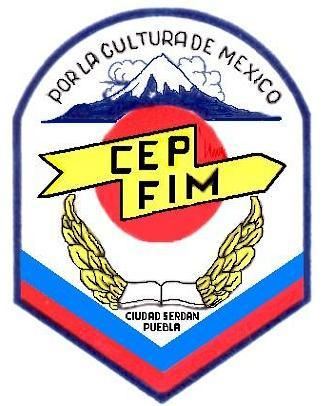 POR LA CULTURA DE MEXICO
CEP
FIM
CIUDAD SERDAN
PUEBLA